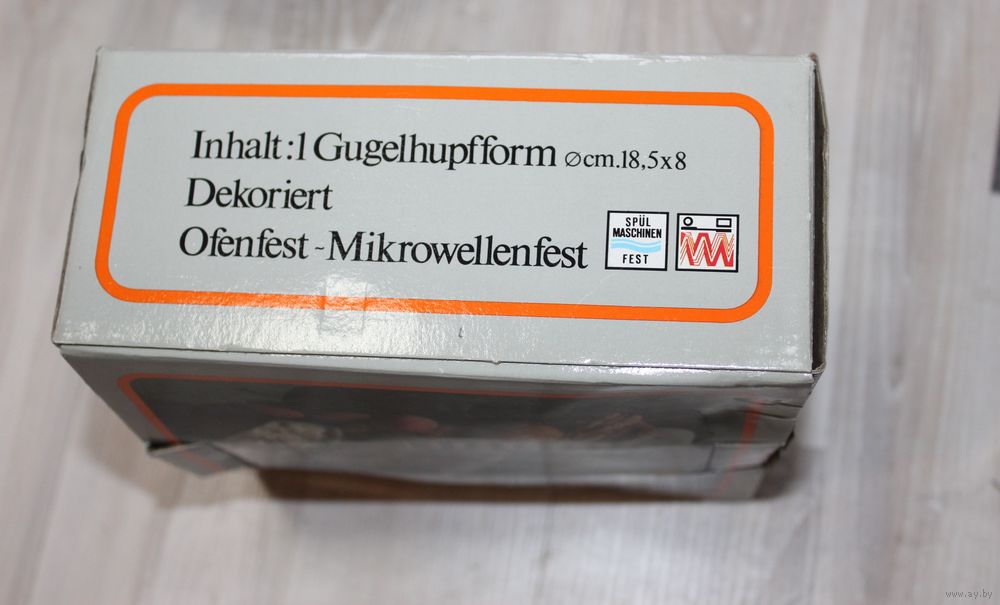 Inhalt:1 Gugelhupfform ⌀cm.18,5x8
Dekoriert
Ofenfest - Mikrowellenfest
SPÜL
MASCHINEN
FEST
www.ay.by